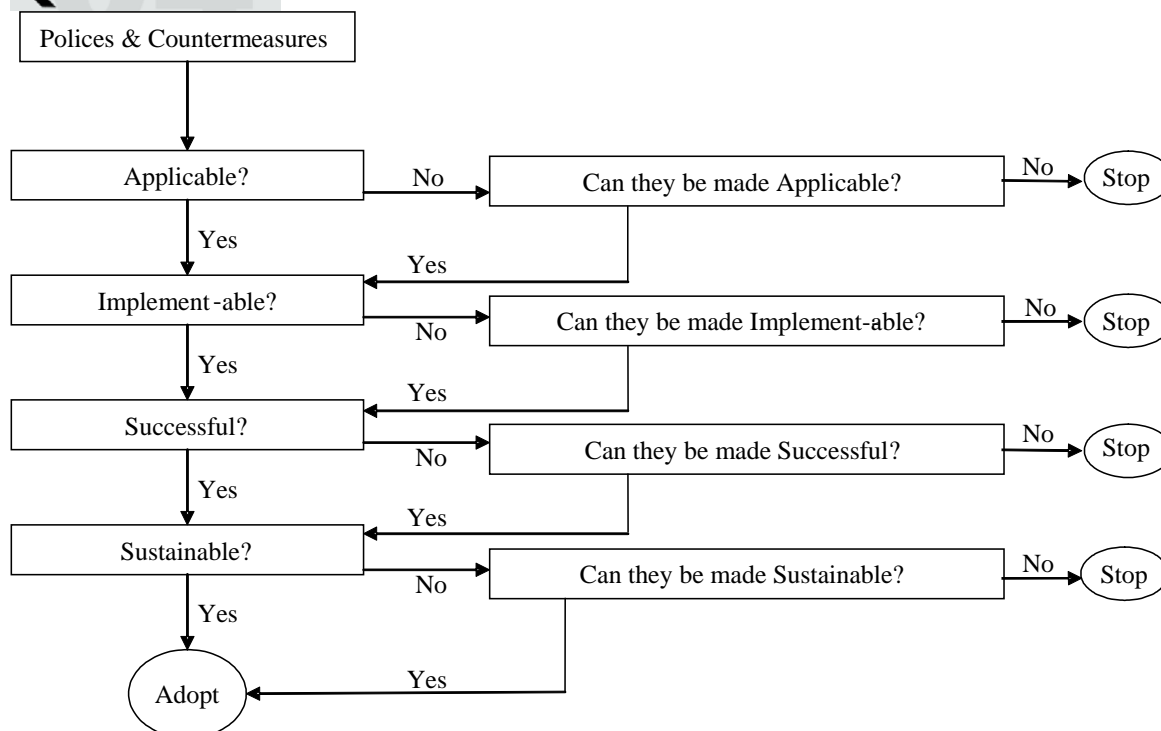 Polices & Countermeasures
Applicable?
No
Can they be made Applicable?
No
Stop
Yes
Yes
Implement-able?
No
Can they be made Implement-able?
No
Stop
Yes
Yes
Successful?
No
Can they be made Successful?
No
Stop
Yes
Yes
Sustainable?
No
Can they be made Sustainable?
No
Stop
Yes
Yes
Adopt